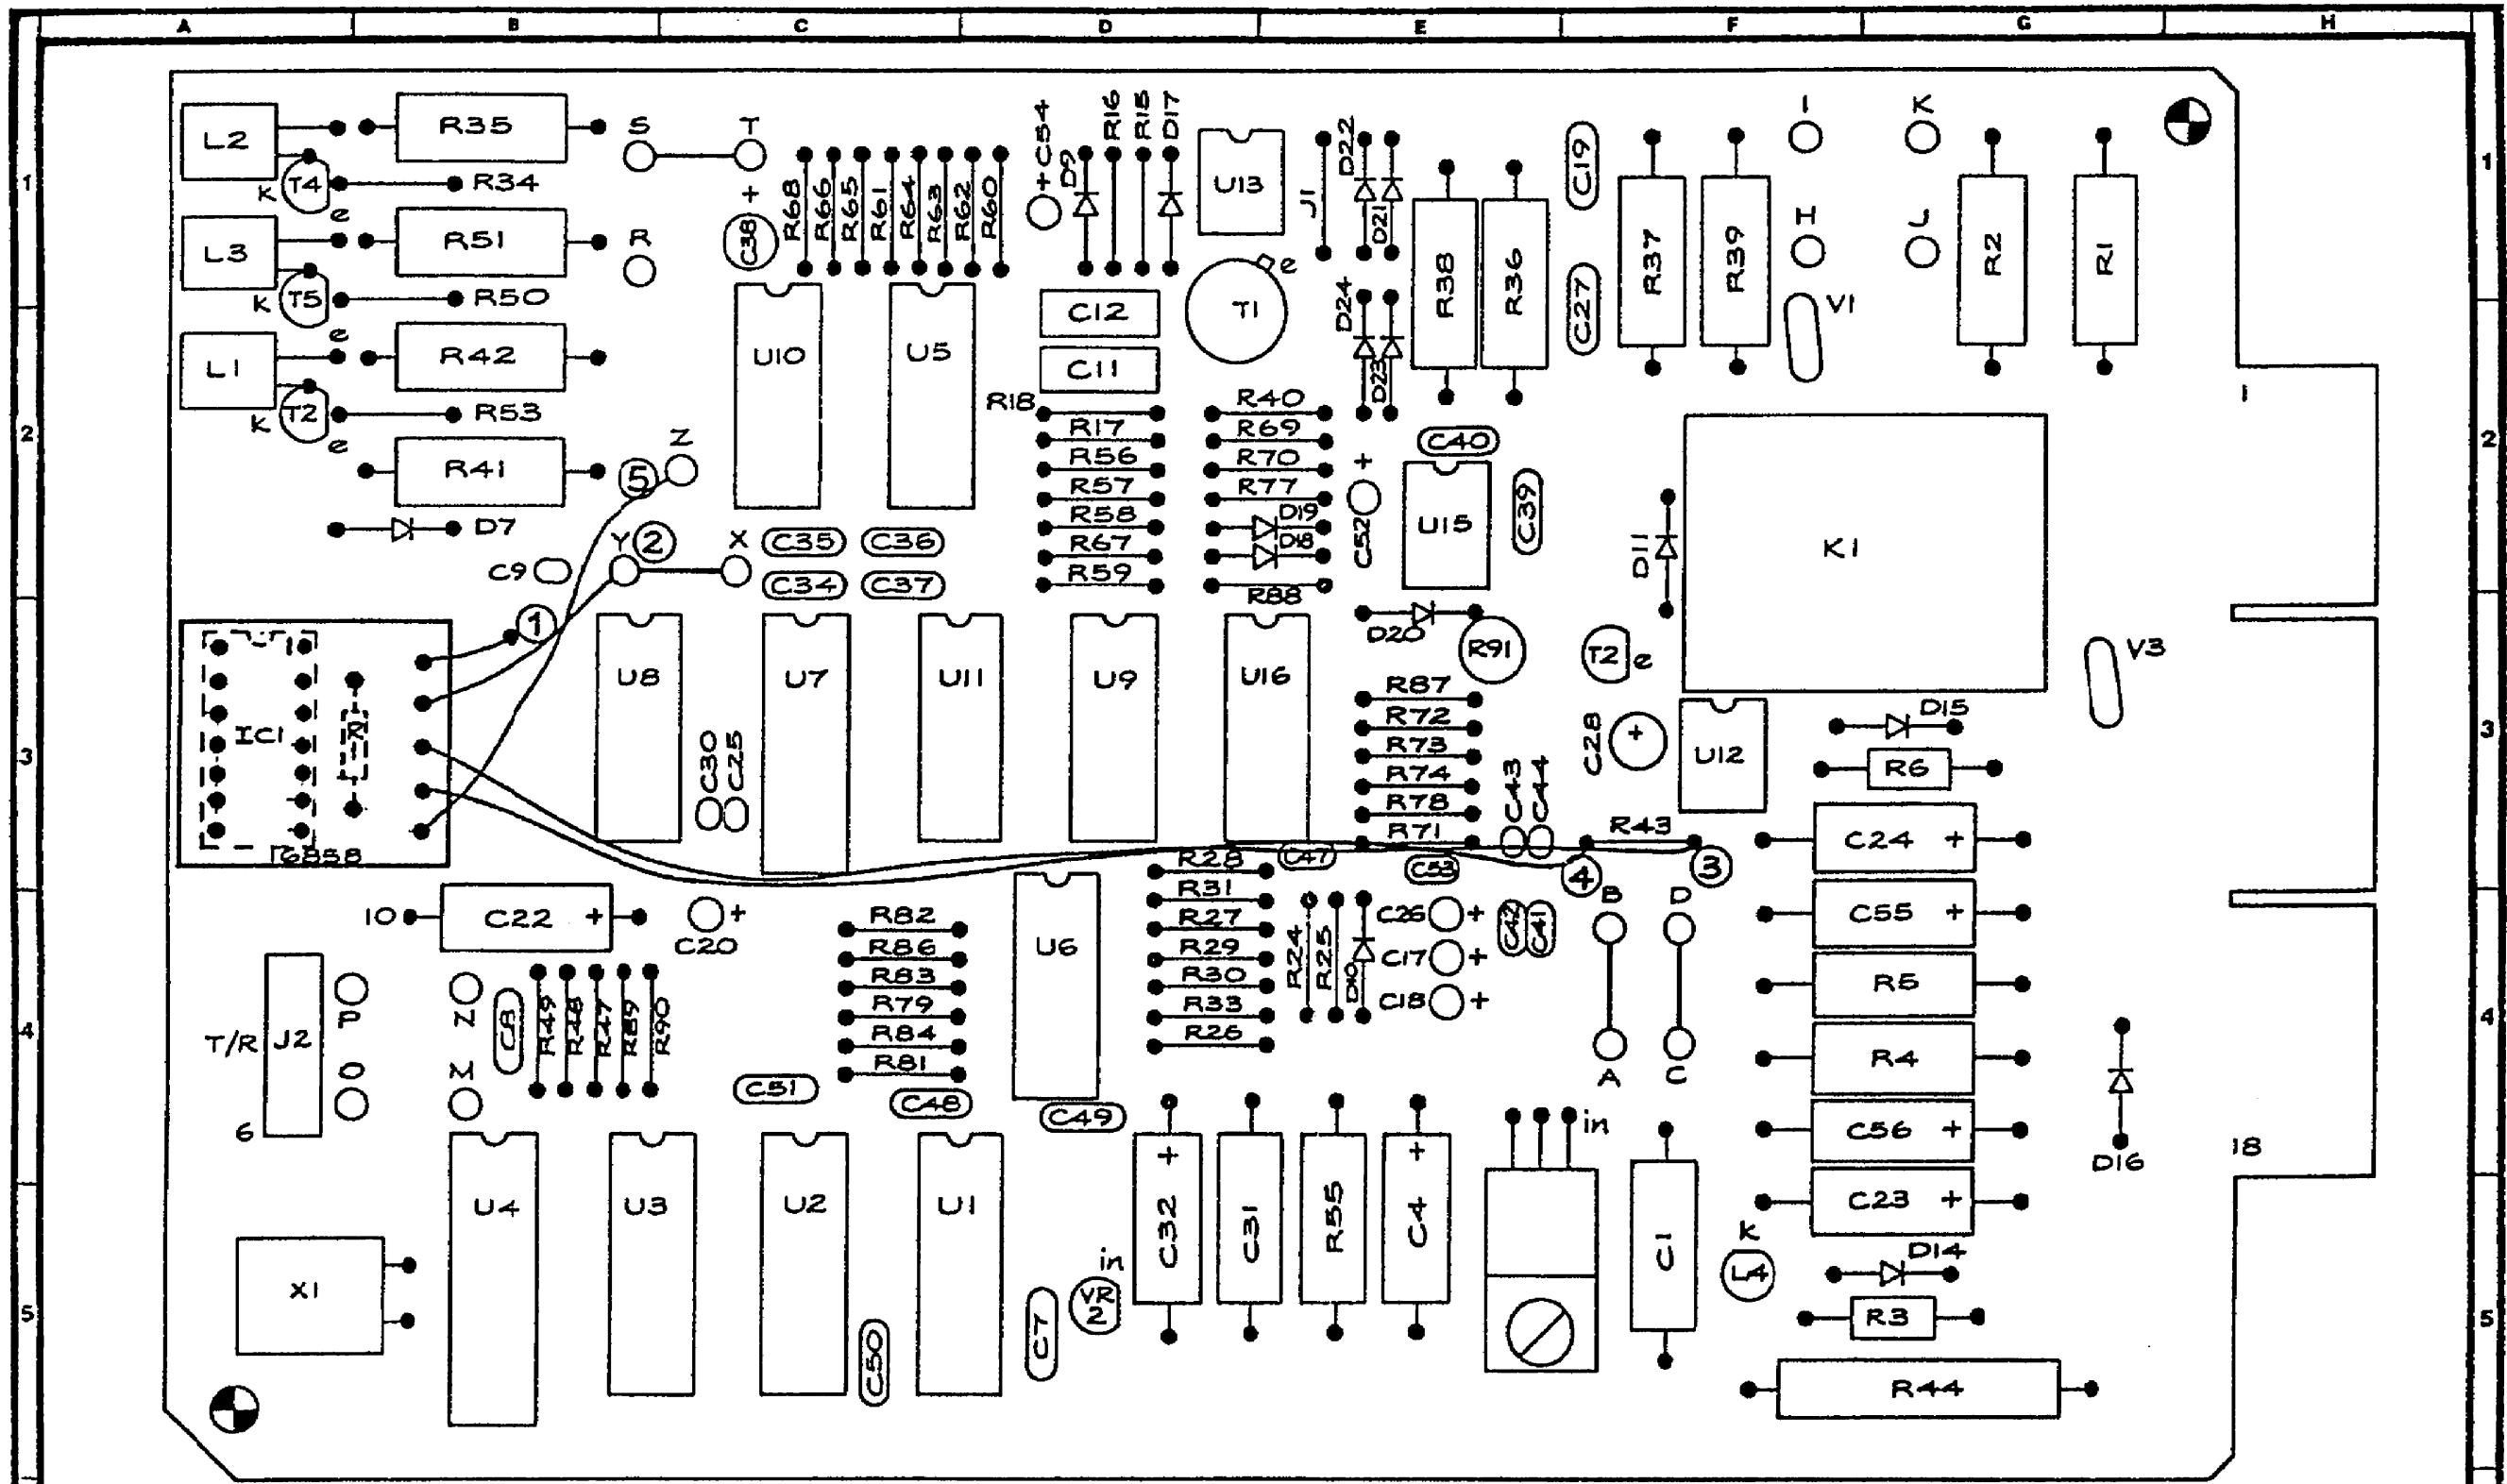 A B C D E F G H
L2
R35
S
T
R68
R66
R65
R61
R64
R63
R62
R60
+ C54
D9
R16
R15
D17
U13
J1
D22
D21
C19
I
K
1
1
K
T4
e
R34
+
C38
R38
R36
R37
R39
H
J
R2
R1
L3
R51
R
e
K
T5
e
R50
C12
T1
D24
C27
V1
L1
R42
U10
U5
C11
D23
K
T2
e
R53
R18
R40
1
2
2
R17
R69
Z
C40
R41
5
R56
R70
+
R57
R77
C39
D7
R58
D19
U15
C52
Y
2
X
C35
C36
R67
D18
D11
K1
C9
C34
C37
R59
R88
1
D20
R91
T2 e
V3
U8
U7
U11
U9
U16
R87
R72
C28
+
D15
3
3
IC1
R
C30
C25
R73
U12
R74
R6
R78
C43
C44
R71
R43
C24 +
6858
R28
C47
C53
4
3
R31
B
D
10
C22 +
+
C20
R82
R27
C26 +
C42
C41
C55 +
R86
U6
R29
R24
R25
D10
C17 +
R83
R30
C18 +
R5
P
N
C8
R49
R48
R47
R89
R90
R79
R33
4
4
T/R
J2
R84
R26
R4
O
M
R81
A
C
C51
C48
C49
6
in
C56 +
18
D16
U4
U3
U2
U1
+
C32
C31
R55
+
C4
C1
C23 +
K
in
L4
D14
X1
VR
2
5
5
R3
C7
C50
R44